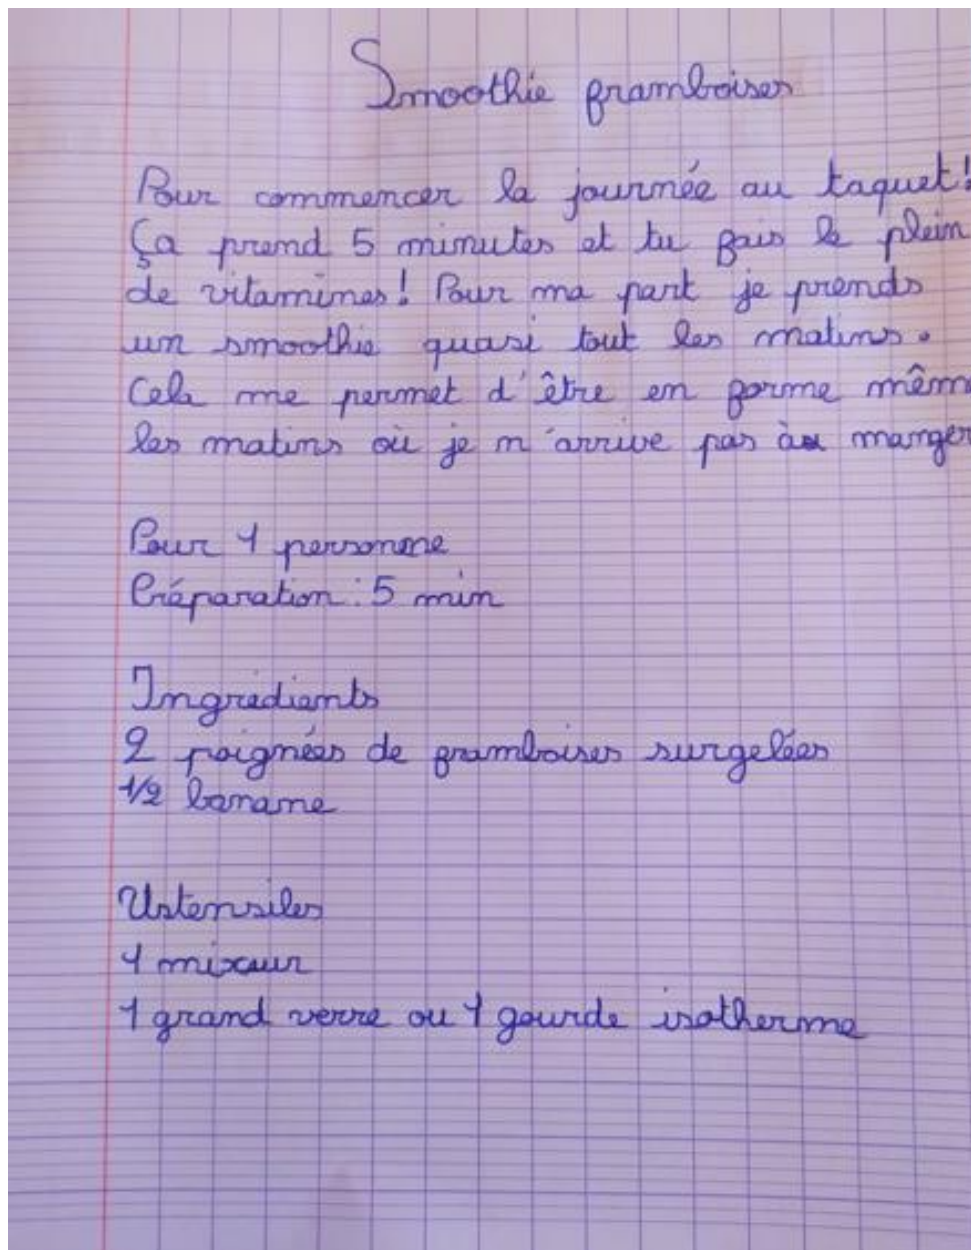 Smoothie framboises
Pour commencer la journée au taquet!
Ça prend 5 minutes et tu fais le plein
de vitamines! Pour ma part je prends
un smoothie quasi tout les matins.
Cela me permet d'être en forme mêm
les matins où je n'arrive pas à manger
Pour 1 personne
Préparation : 5 min
Ingrédients
2 poignées de framboises surgelées
1/2 banane
Ustensiles
1 mixeur
1 grand verre ou 1 gourde isotherme